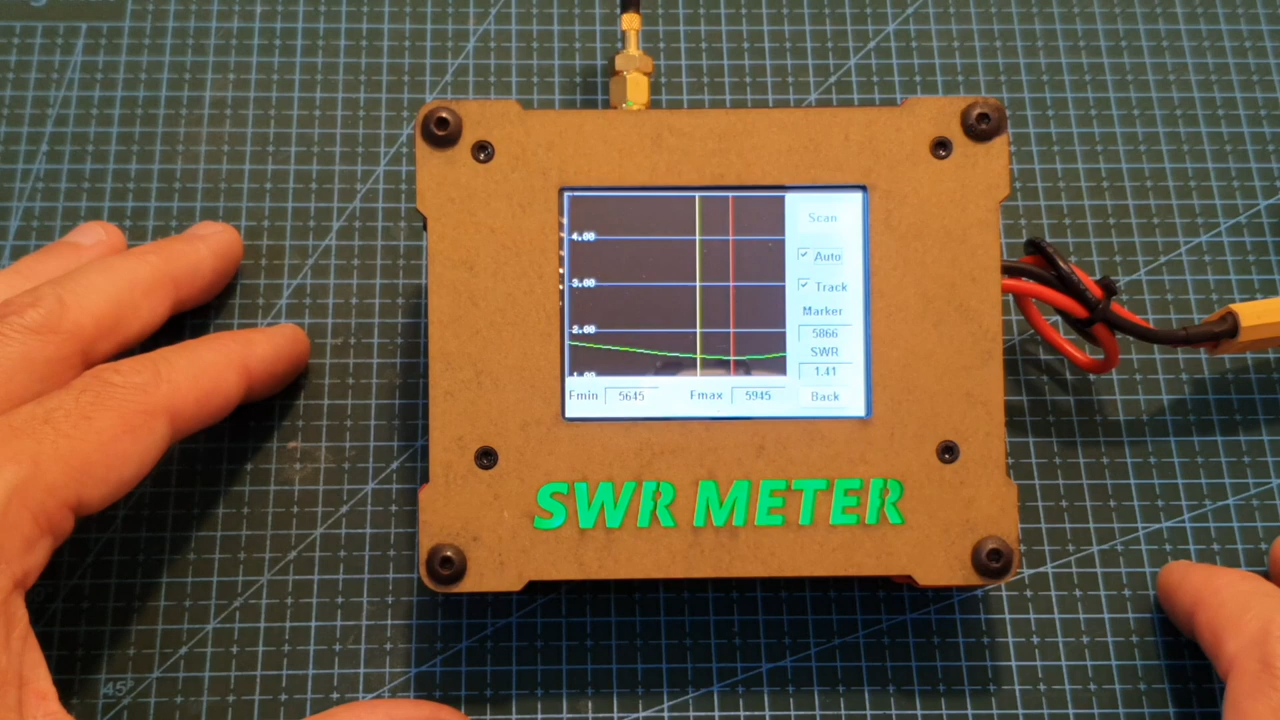 Scan
4.00
Auto
3.00
Track
Marker
2.00
5866
SWR
1.41
Fmin 5645 Fmax 5945 Back
SWR METER
45°